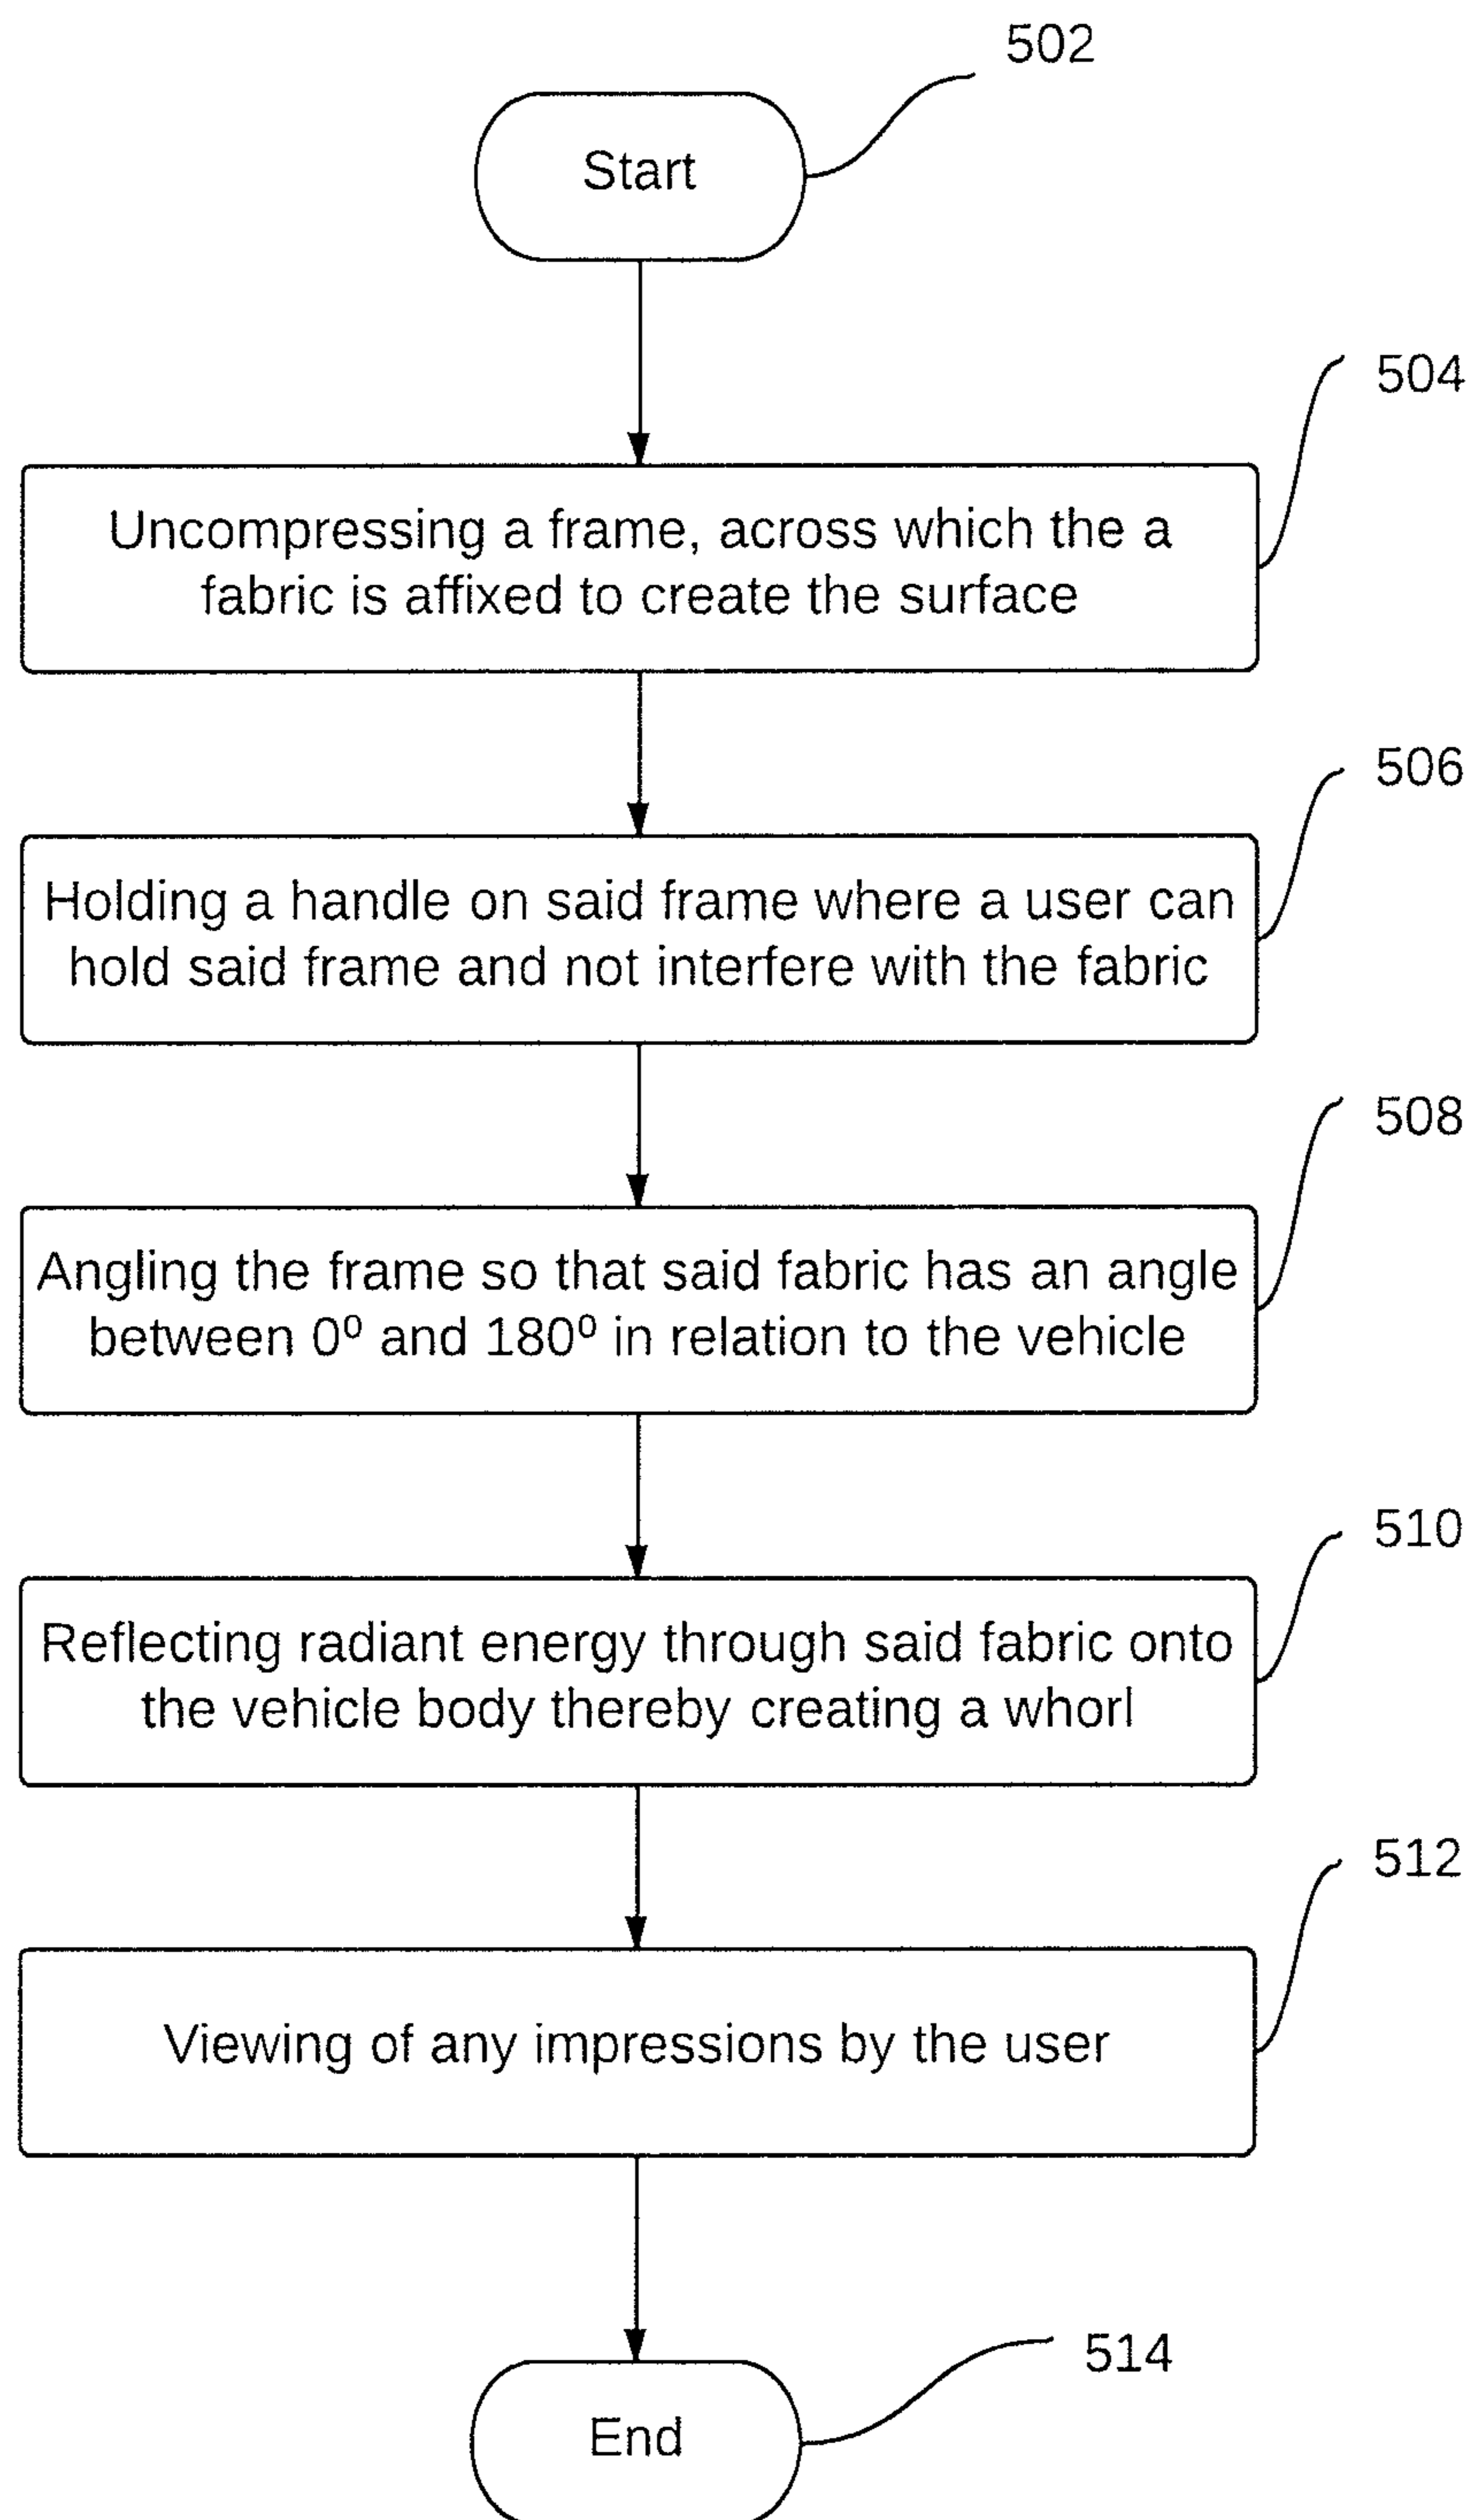 502
Start
504
Uncompressing a frame, across which the a
fabric is affixed to create the surface
506
Holding a handle on said frame where a user can
hold said frame and not interfere with the fabric
508
Angling the frame so that said fabric has an angle
between 0⁰ and 180⁰ in relation to the vehicle
510
Reflecting radiant energy through said fabric onto
the vehicle body thereby creating a whorl
512
Viewing of any impressions by the user
514
End